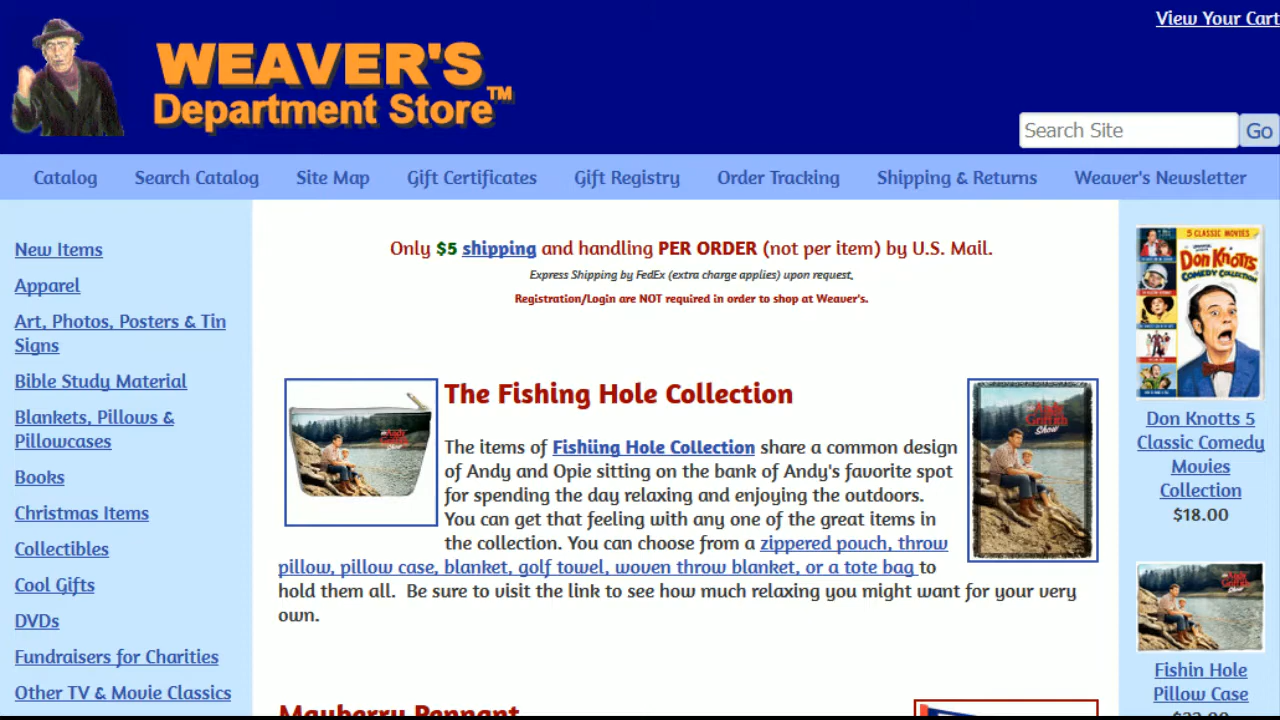 View Your Cart
WEAVER'S
Department Store™
Search Site
Go
Catalog
Search Catalog
Site Map
Gift Certificates
Gift Registry
Order Tracking
Shipping & Returns
Weaver's Newsletter
New Items
Apparel
Art, Photos, Posters & Tin
Signs
Bible Study Material
Blankets, Pillows &
Pillowcases
Books
Christmas Items
Collectibles
Cool Gifts
DVDs
Fundraisers for Charities
Other TV & Movie Classics
Only $5 shipping and handling PER ORDER (not per item) by U.S. Mail.
Express Shipping by FedEx (extra charge applies) upon request.
Registration/Login are NOT required in order to shop at Weaver's.
The Fishing Hole Collection
The items of Fishiing Hole Collection share a common design
of Andy and Opie sitting on the bank of Andy's favorite spot
for spending the day relaxing and enjoying the outdoors.
You can get that feeling with any one of the great items in
the collection. You can choose from a zippered pouch, throw
pillow, pillow case, blanket, golf towel, woven throw blanket, or a tote bag to
hold them all. Be sure to visit the link to see how much relaxing you might want for your very
own.
Andy
Griffith
Show
Mayberry Pennant
5 CLASSIC MOVIES
Don Knotts
COMEDY COLLECTION
Don Knotts 5
Classic Comedy
Movies
Collection
$18.00
Fishin Hole
Pillow Case